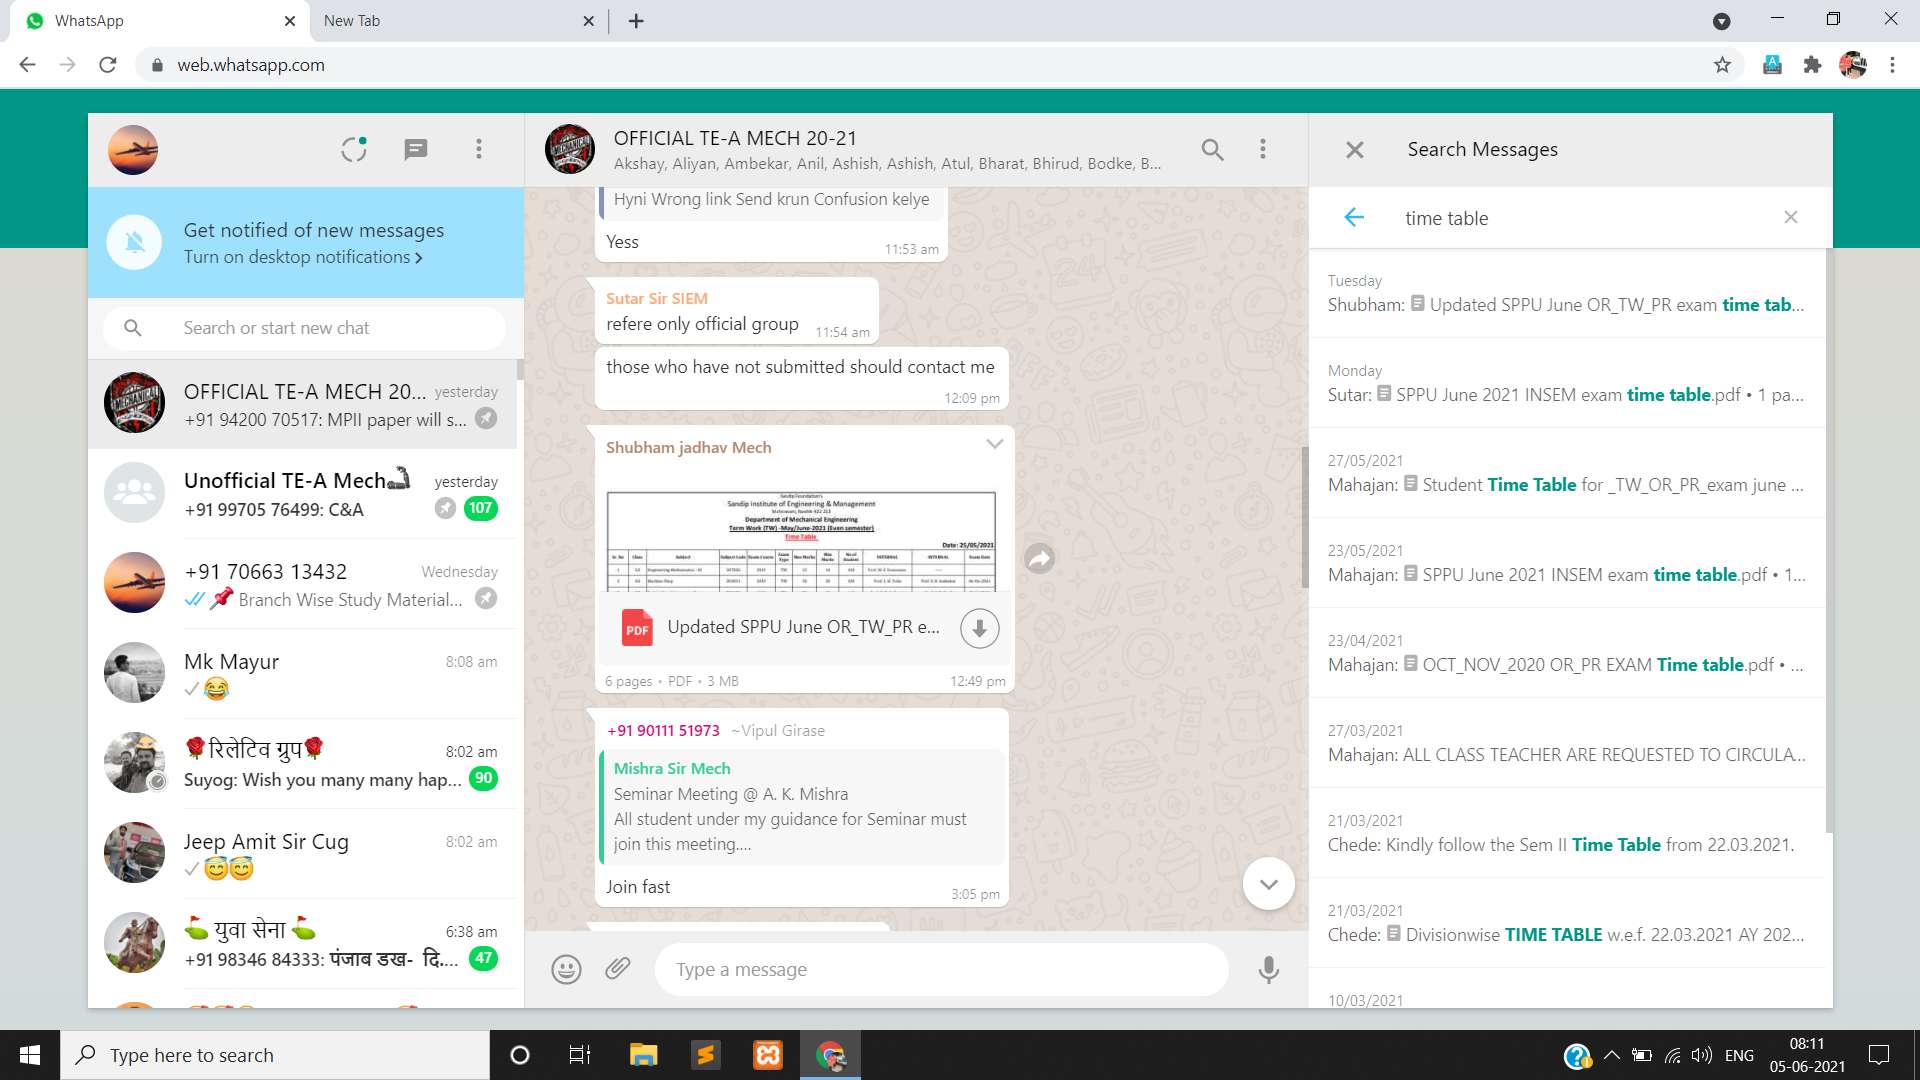 WhatsApp
New Tab
web.whatsapp.com
Get notified of new messages
Turn on desktop notifications
Search or start new chat
OFFICIAL TE-A MECH 20... yesterday
+91 94200 70517: MPII paper will s...
Unofficial TE-A Mech yesterday
+91 99705 76499: C&A 107
+91 70663 13432 Wednesday
Branch Wise Study Material...
Mk Mayur 8:08 am
रिलेटिव ग्रुप 8:02 am
Suyog: Wish you many many hap... 90
Jeep Amit Sir Cug 8:02 am
युवा सेना 6:38 am
+91 98346 84333: पंजाब डख- दि.... 47
OFFICIAL TE-A MECH 20-21
Akshay, Aliyan, Ambekar, Anil, Ashish, Ashish, Atul, Bharat, Bhirud, Bodke, B...
Hyni Wrong link Send krun Confusion kelye
Yess 11:53 am
Sutar Sir SIEM
refere only official group 11:54 am
those who have not submitted should contact me
12:09 pm
Shubham jadhav Mech
Sandip Foundation's
Sandip Institute of Engineering & Management
Department of Mechanical Engineering
Term Work (TW) -May/June-2021 (Even semester)
Time Table
Date: 25/05/2021
PDF Updated SPPU June OR_TW_PR e...
6 pages • PDF • 3 MB 12:49 pm
+91 90111 51973 ~Vipul Girase
Mishra Sir Mech
Seminar Meeting @ A. K. Mishra
All student under my guidance for Seminar must
join this meeting....
Join fast 3:05 pm
Type a message
Search Messages
time table
Tuesday
Shubham: Updated SPPU June OR_TW_PR exam time tab...
Monday
Sutar: SPPU June 2021 INSEM exam time table.pdf • 1 pa...
27/05/2021
Mahajan: Student Time Table for _TW_OR_PR_exam june ...
23/05/2021
Mahajan: SPPU June 2021 INSEM exam time table.pdf • 1...
23/04/2021
Mahajan: OCT_NOV_2020 OR_PR EXAM Time table.pdf • ...
27/03/2021
Mahajan: ALL CLASS TEACHER ARE REQUESTED TO CIRCULA...
21/03/2021
Chede: Kindly follow the Sem II Time Table from 22.03.2021.
21/03/2021
Chede: Divisionwise TIME TABLE w.e.f. 22.03.2021 AY 202...
10/03/2021
Type here to search
ENG
08:11
05-06-2021